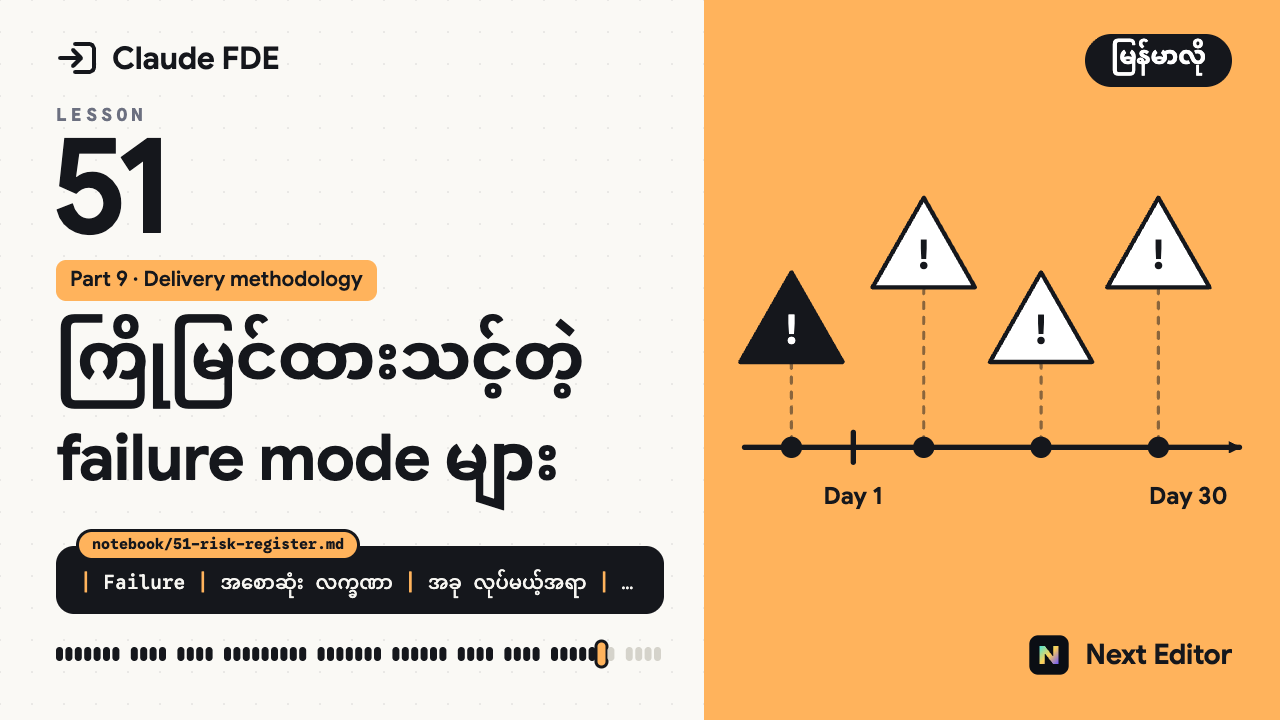 Claude FDE
မြန်မာလို
LESSON
51
Part 9 · Delivery methodology
ကြိုမြင်ထားသင့်တဲ့
failure mode များ
notebook/51-risk-register.md
| Failure | အစောဆုံး လက္ခဏာ | အခု လုပ်မယ့်အရာ | …
!
!
!
!
Day 1
Day 30
N
Next Editor